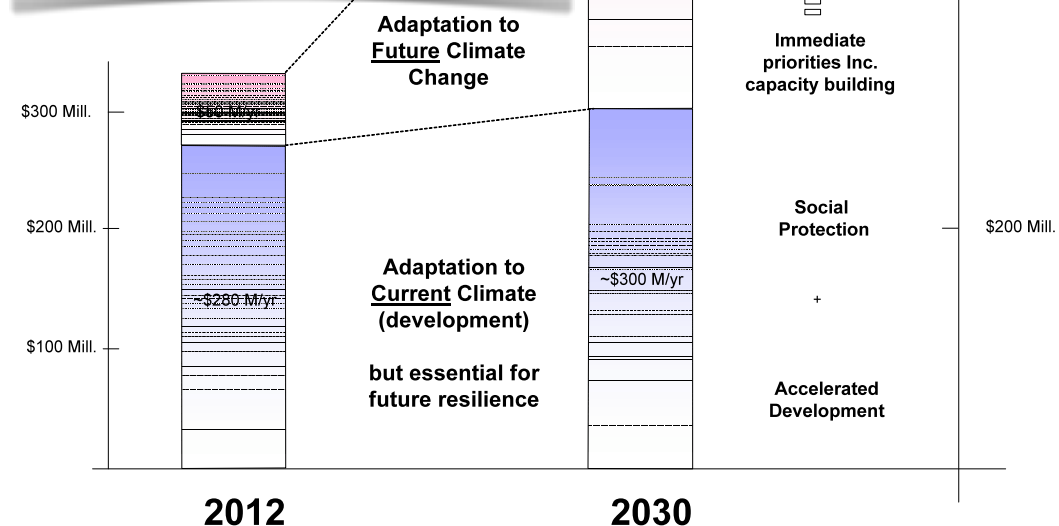 Adaptation to
Future Climate
Change
Immediate
priorities Inc.
capacity building
$300 Mill.
M/yr
$200 Mill.
Social
Protection
$200 Mill.
Adaptation to
Current Climate
(development)
~$280 M/yr
~$300 M/yr
+
$100 Mill.
but essential for
future resilience
Accelerated
Development
2012
2030